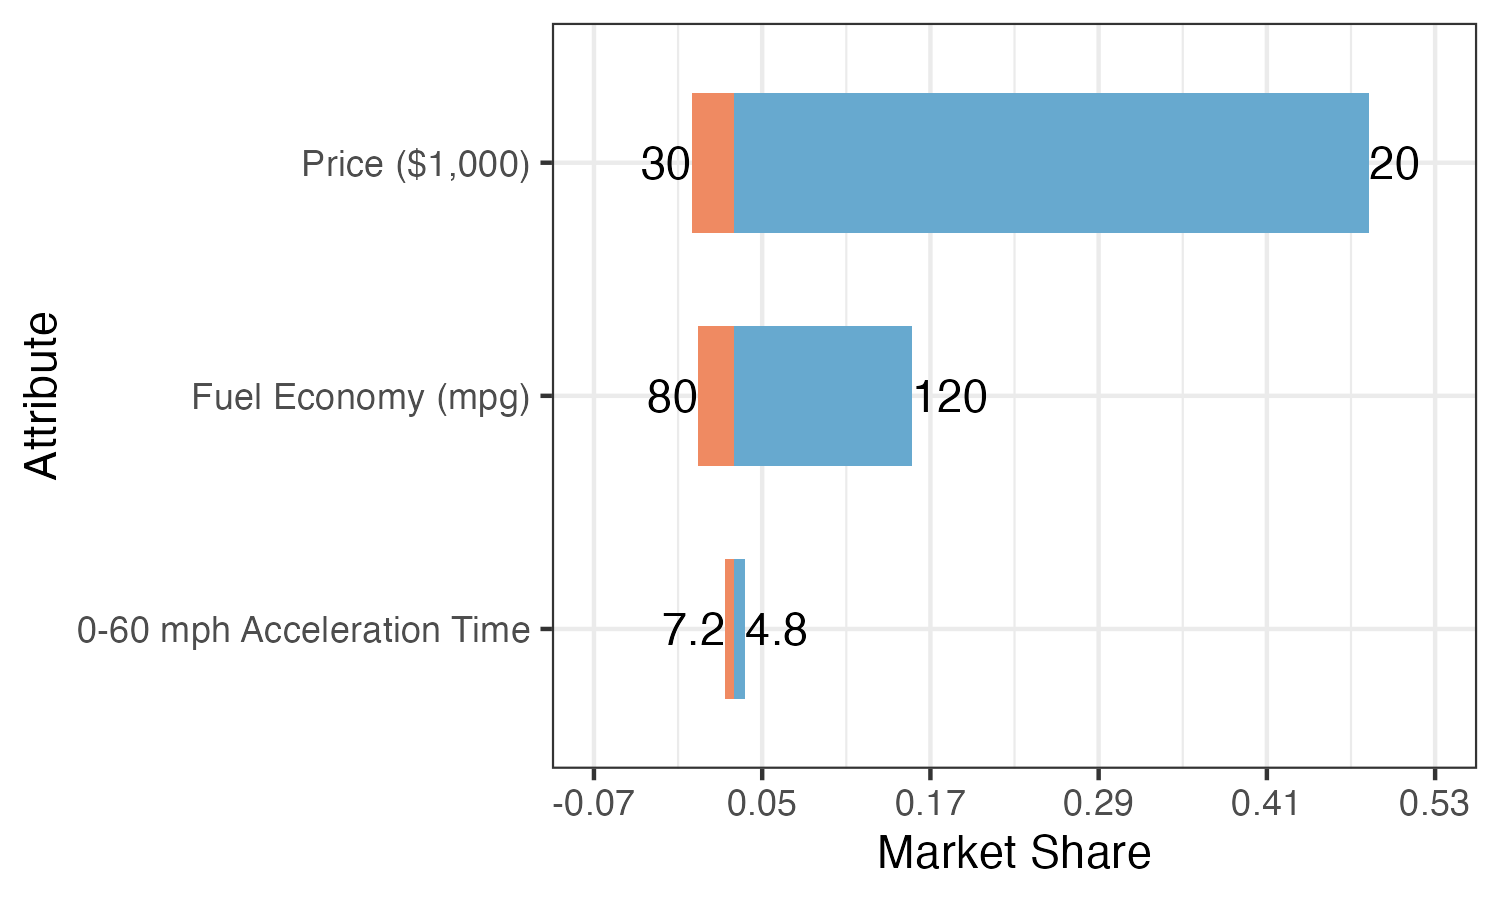 Attribute
Price ($1,000)
30
20
Fuel Economy (mpg)
80
120
0-60 mph Acceleration Time
7.2
4.8
-0.07
0.05
0.17
0.29
0.41
0.53
Market Share